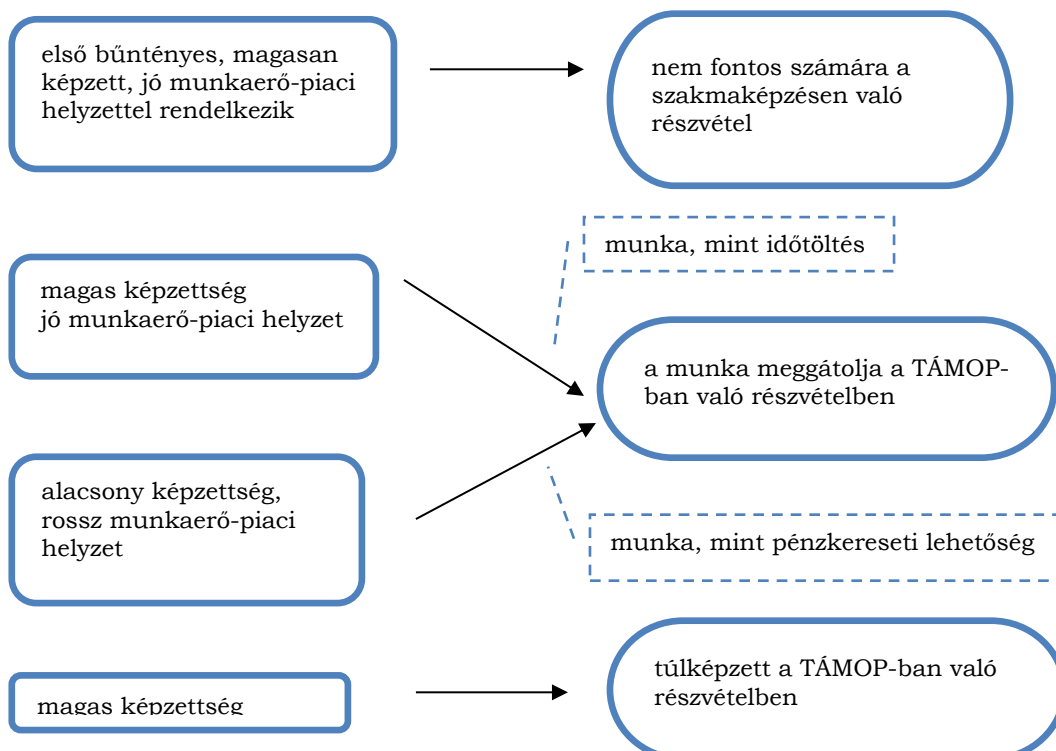 első bűntényes, magasan
képzett, jó munkaerő-piaci
helyzettel rendelkezik
nem fontos számára a
szakmaképzésen való
részvétel
munka, mint időtöltés
magas képzettség
jó munkaerő-piaci helyzet
a munka meggátolja a TÁMOP-
ban való részvételben
alacsony képzettség,
rossz munkaerő-piaci
helyzet
munka, mint pénzkereseti lehetőség
túlképzett a TÁMOP-ban való
részvételben
magas képzettség